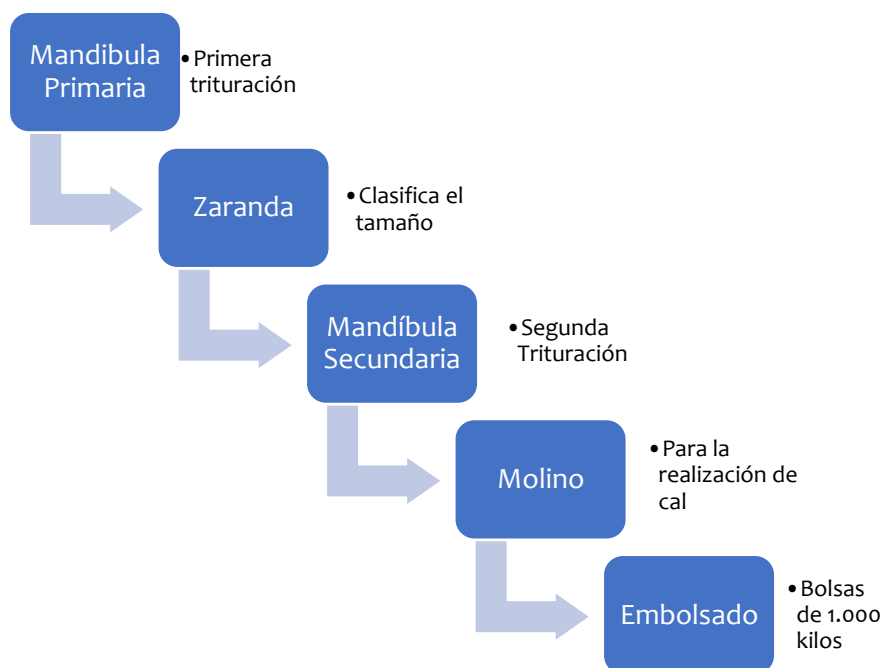 Mandibula
Primaria
•Primera
trituración
Zaranda
•Clasifica el
tamaño
Mandíbula
Secundaria
•Segunda
Trituración
Molino
•Para la
realización de
cal
Embolsado
•Bolsas
de 1.000
kilos